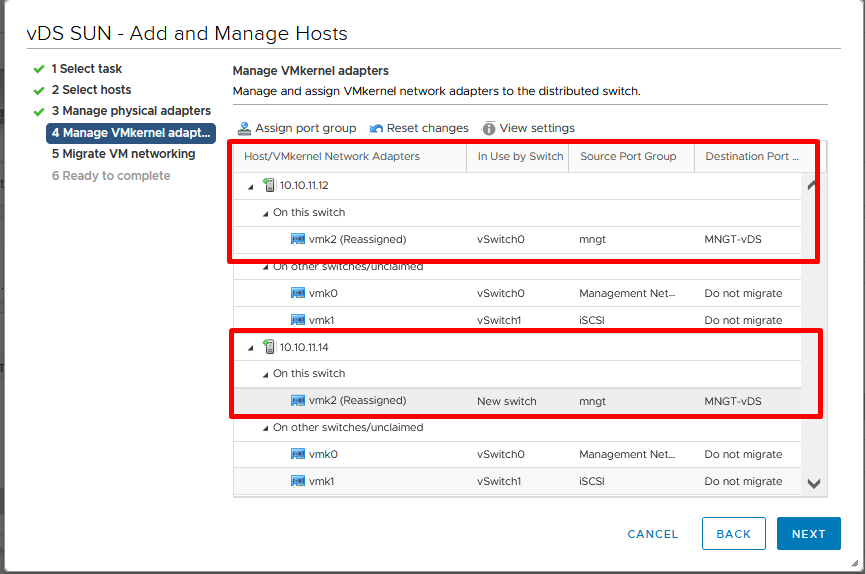 vDS SUN - Add and Manage Hosts
1 Select task
2 Select hosts
3 Manage physical adapters
4 Manage VMkernel adapt...
5 Migrate VM networking
6 Ready to complete
Manage VMkernel adapters
Manage and assign VMkernel network adapters to the distributed switch.
Assign port group Reset changes View settings
Host/VMkernel Network Adapters In Use by Switch Source Port Group Destination Port ...
10.10.11.12
On this switch
vmk2 (Reassigned) vSwitch0 mngt MNGT-vDS
On other switches/unclaimed
vmk0 vSwitch0 Management Net... Do not migrate
vmk1 vSwitch1 iSCSI Do not migrate
10.10.11.14
On this switch
vmk2 (Reassigned) New switch mngt MNGT-vDS
On other switches/unclaimed
vmk0 vSwitch0 Management Net... Do not migrate
vmk1 vSwitch1 iSCSI Do not migrate
CANCEL BACK NEXT